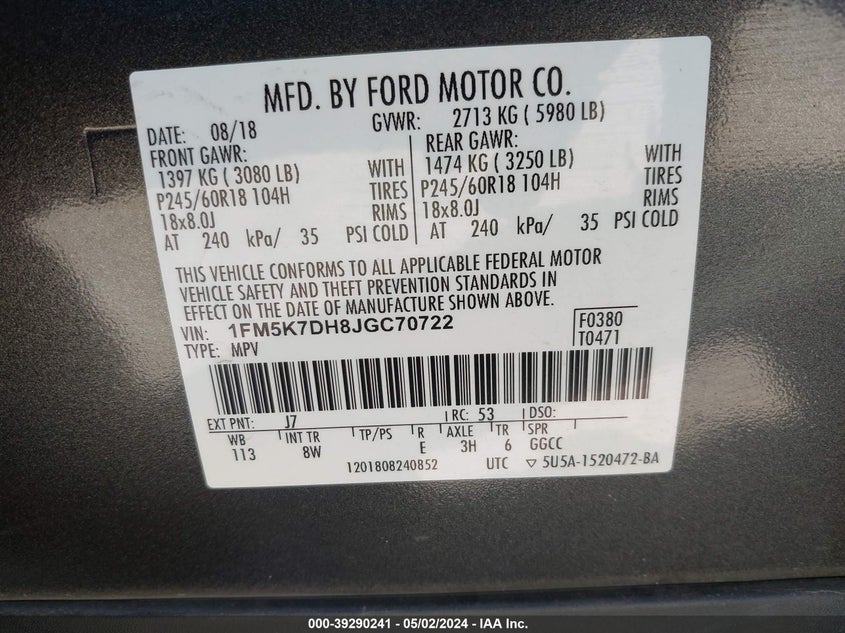 MFD. BY FORD MOTOR CO.
DATE: 08/18 GVWR: 2713 KG ( 5980 LB)
FRONT GAWR: REAR GAWR:
1397 KG ( 3080 LB) WITH 1474 KG ( 3250 LB) WITH
P245/60R18 104H TIRES P245/60R18 104H TIRES
18x8.0J RIMS 18x8.0J RIMS
AT 240 kPa/ 35 PSI COLD AT 240 kPa/ 35 PSI COLD
THIS VEHICLE CONFORMS TO ALL APPLICABLE FEDERAL MOTOR
VEHICLE SAFETY AND THEFT PREVENTION STANDARDS IN
EFFECT ON THE DATE OF MANUFACTURE SHOWN ABOVE.
VIN: 1FM5K7DH8JGC70722 F0380
TYPE: MPV T0471
EXT PNT: J7 RC: 53 DSO:
WB INT TR TP/PS R AXLE TR SPR
113 8W E 3H 6 GGCC
1201808240852 UTC ▽ 5U5A-1520472-BA
000-39290241 - 05/02/2024 - IAA Inc.